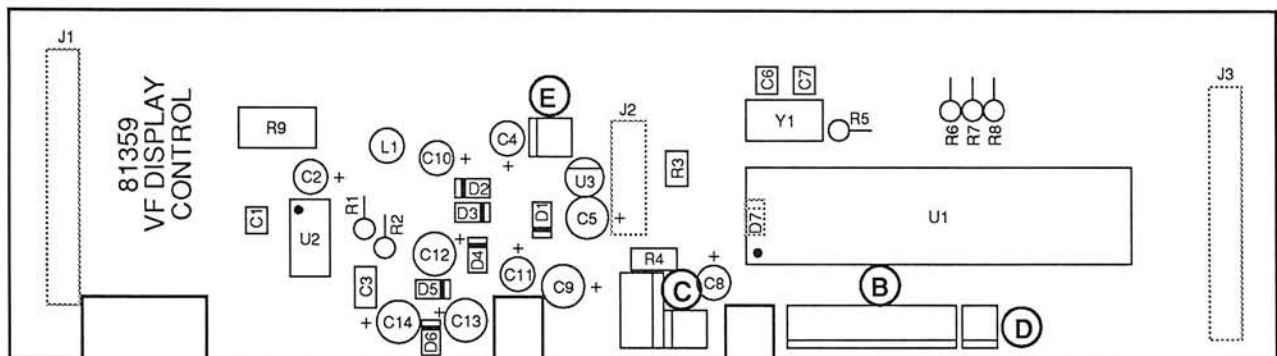 J1
81359
VF DISPLAY
CONTROL
R9
C2
+
C1
U2
R1
R2
L1
C10
+
C4
+
E
D2
D3
D1
U3
C5
+
J2
R3
C6
C7
Y1
R5
R6
R7
R8
J3
U1
D7
C12
+
D4
C3
D5
C11
+
C9
+
R4
C
C8
+
B
D
C14
+
D6
C13
+